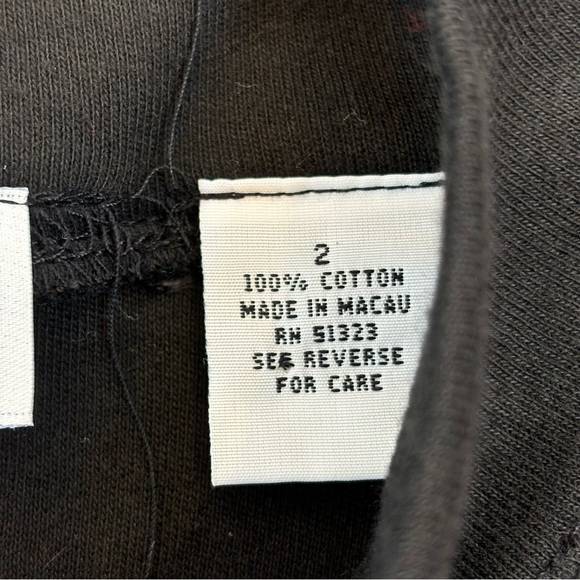 2
100% COTTON
MADE IN MACAU
RN 51323
SEE REVERSE
FOR CARE